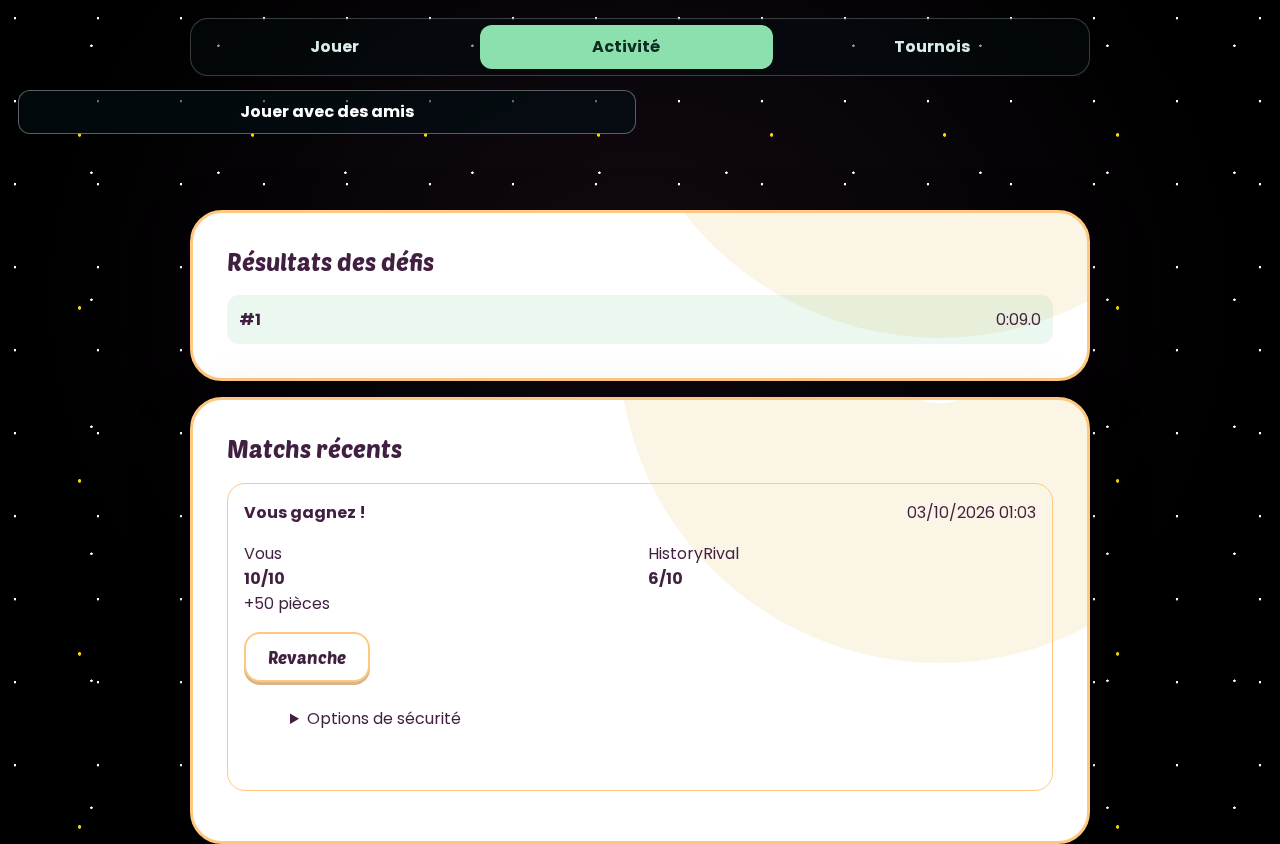 Jouer
Activité
Tournois
Jouer avec des amis
Résultats des défis
#1 0:09.0
Matchs récents
Vous gagnez ! 03/10/2026 01:03
Vous HistoryRival
10/10 6/10
+50 pièces
Revanche
Options de sécurité